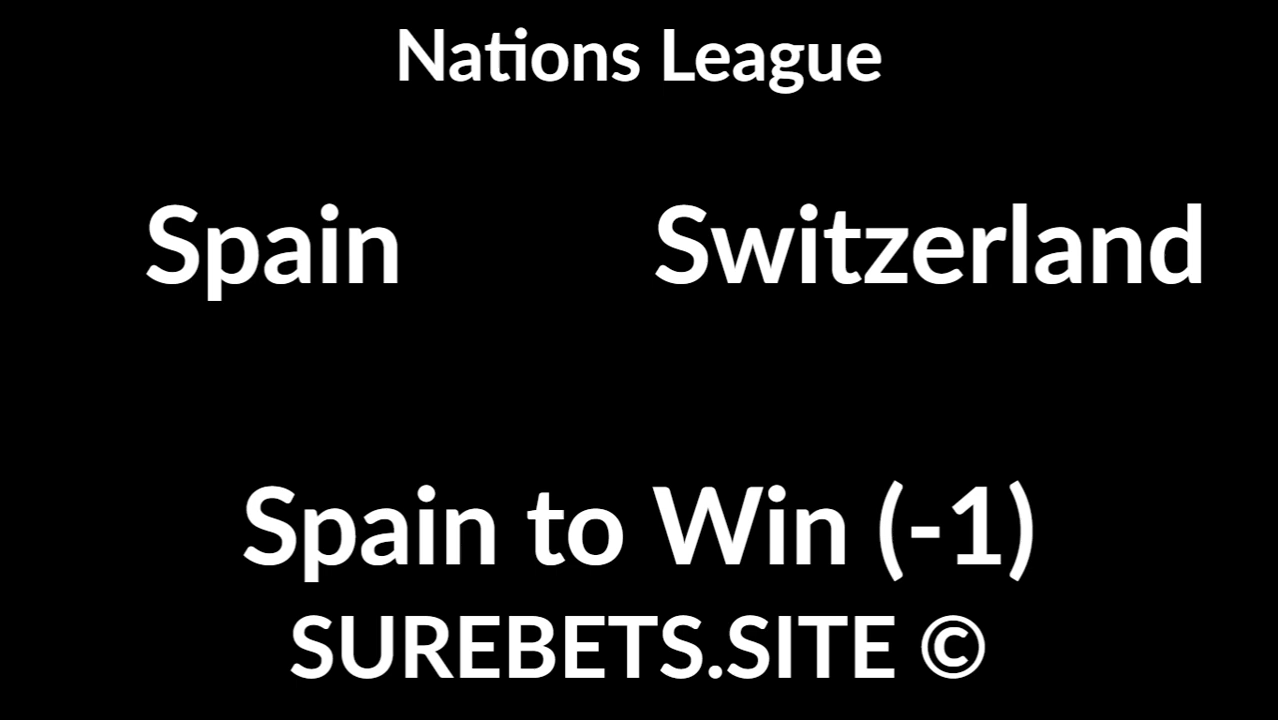 Nations League
Spain Switzerland
Spain to Win (-1)
SUREBETS.SITE ©